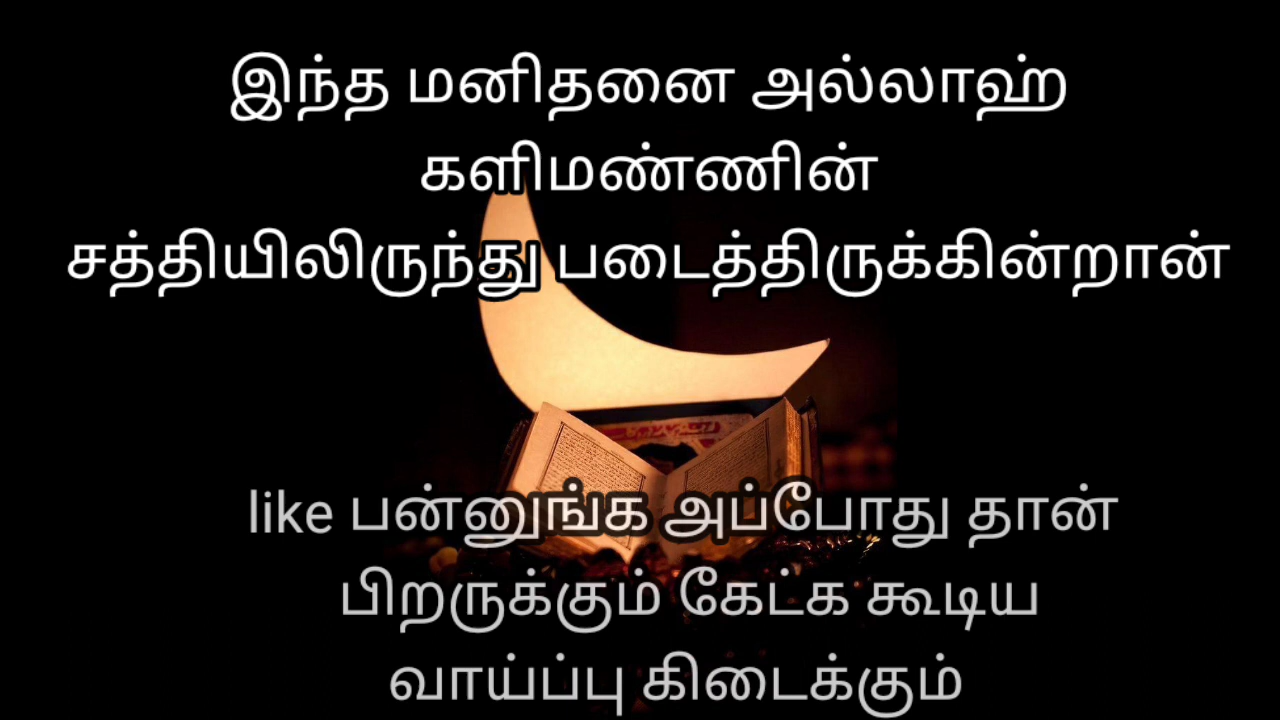 இந்த மனிதனை அல்லாஹ்
களிமண்ணின்
சத்தியிலிருந்து படைத்திருக்கின்றான்
like பன்னுங்க அப்போது தான்
பிறருக்கும் கேட்க கூடிய
வாய்ப்பு கிடைக்கும்